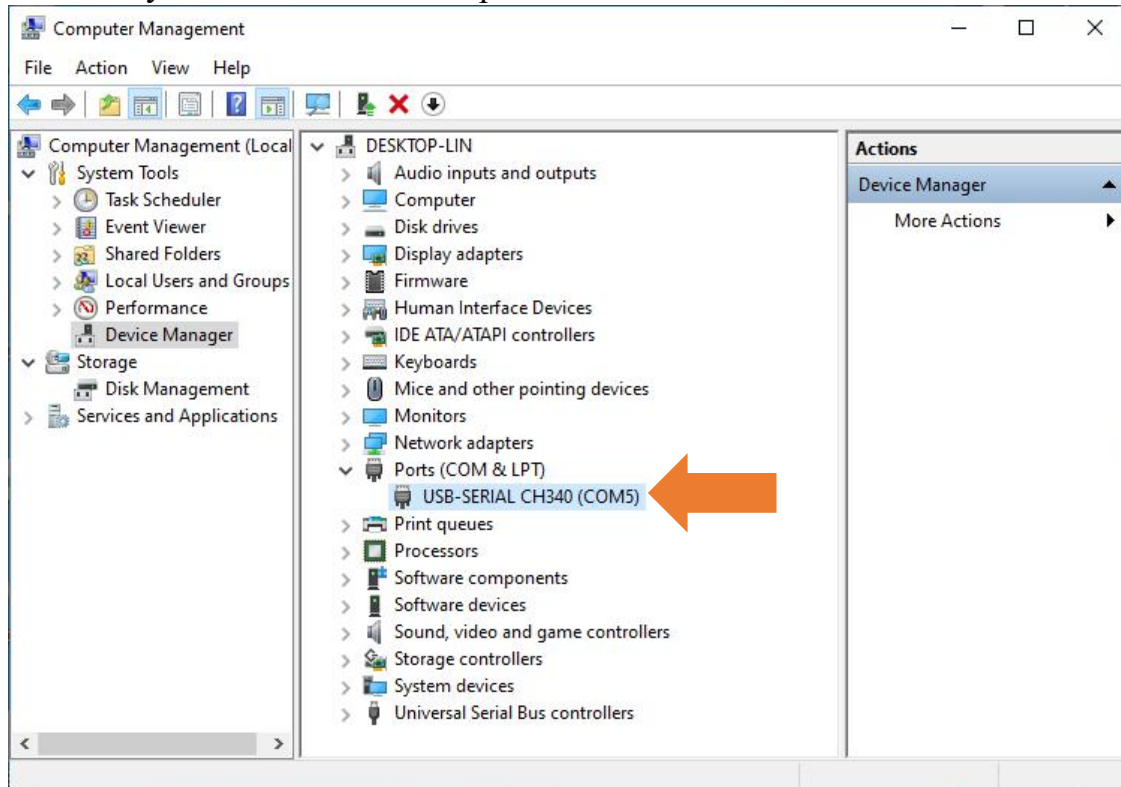 Computer Management
File Action View Help
Computer Management (Local
System Tools
Task Scheduler
Event Viewer
Shared Folders
Local Users and Groups
Performance
Device Manager
Storage
Disk Management
Services and Applications
DESKTOP-LIN
Audio inputs and outputs
Computer
Disk drives
Display adapters
Firmware
Human Interface Devices
IDE ATA/ATAPI controllers
Keyboards
Mice and other pointing devices
Monitors
Network adapters
Ports (COM & LPT)
USB-SERIAL CH340 (COM5)
Print queues
Processors
Software components
Software devices
Sound, video and game controllers
Storage controllers
System devices
Universal Serial Bus controllers
Actions
Device Manager
More Actions